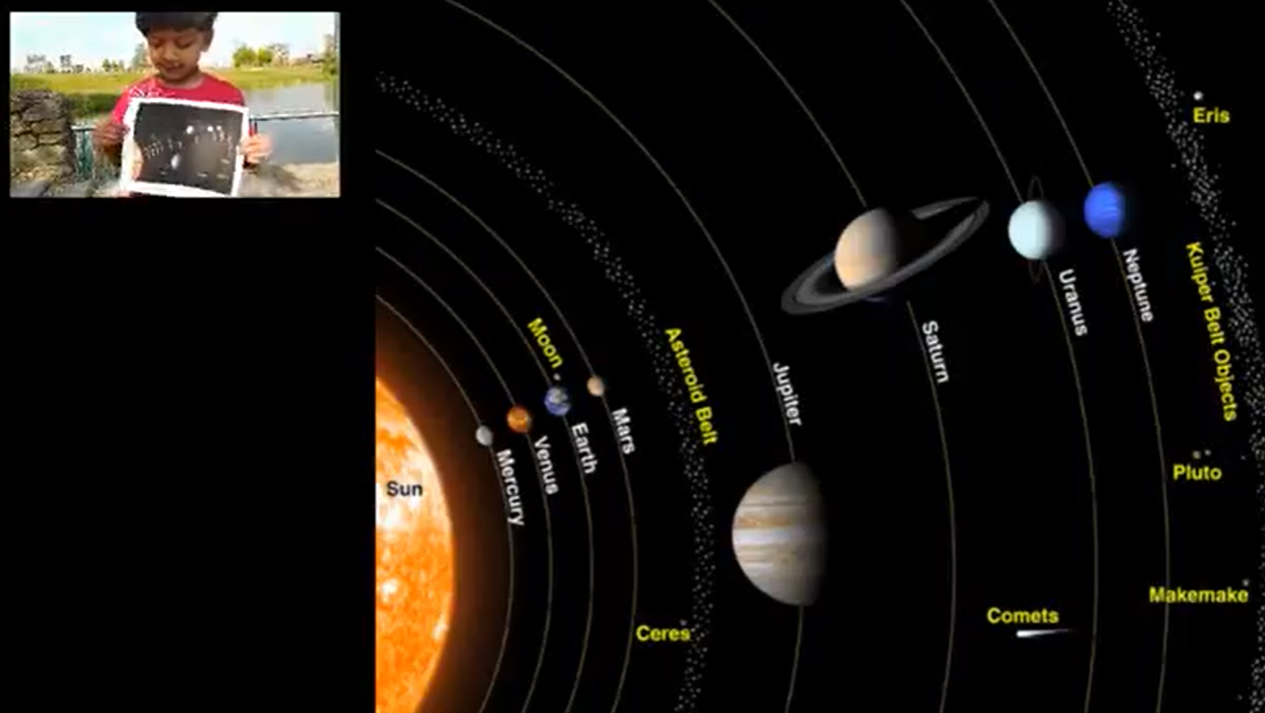 Eris
Kuiper Belt Objects
Neptune
Uranus
Saturn
Moon
Asteroid Belt
Jupiter
Mars
Earth
Venus
Mercury
Sun
Pluto
Makemake
Comets
Ceres